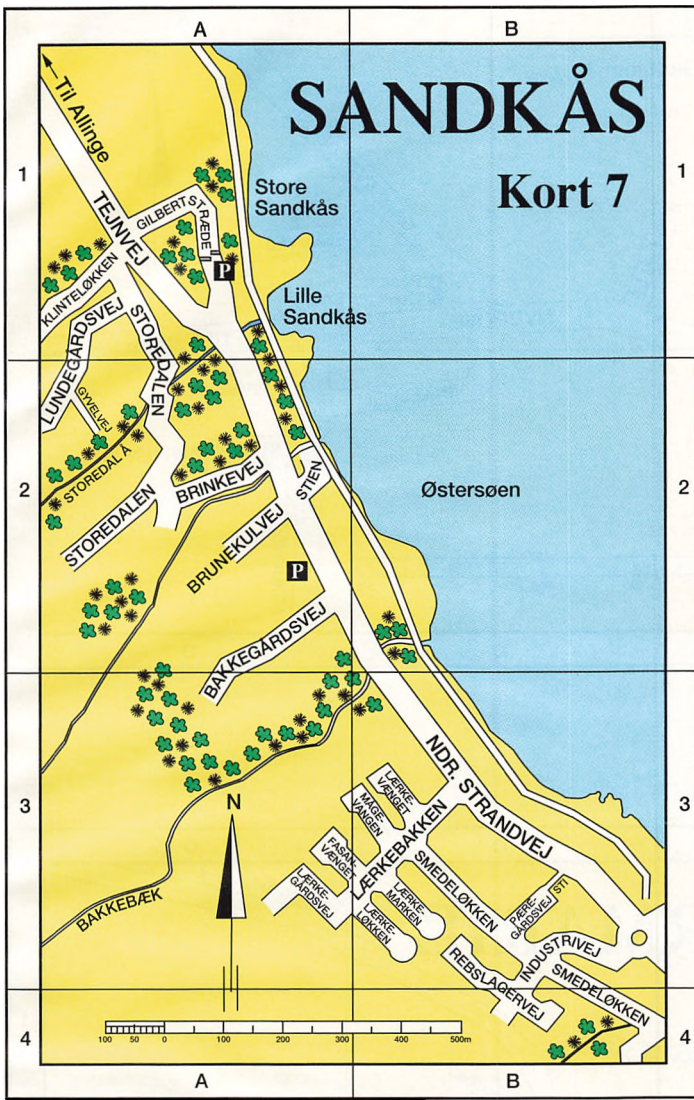 A
B
SANDKÅS
Kort 7
Til Allinge
1
1
TEJNVEJ
GILBERT
STRÆDE
Store
Sandkås
P
KLINTELØKKEN
Lille
Sandkås
LUNDEGÅRDSVEJ
STOREDALEN
GYVELVEJ
STOREDAL Å
2
2
BRINKEVEJ
STIEN
Østersøen
STOREDALEN
BRUNEKULVEJ
P
BAKKEGÅRDSVEJ
NDR. STRANDVEJ
3
3
N
LÆRKE-
VÆNGET
MAGE-
VANGEN
LÆRKEBAKKEN
FASAN-
VÆNGET
SMEDELØKKEN
LÆRKE-
GÅRDSVEJ
LÆRKE-
MARKEN
LÆRKE-
LØKKEN
PÆRE-
GÅRDSVEJ
STI
BAKKEBÆK
INDUSTRIVEJ
REBSLAGERVEJ
SMEDELØKKEN
4
4
100 50 0 100 200 300 400 500m
A
B